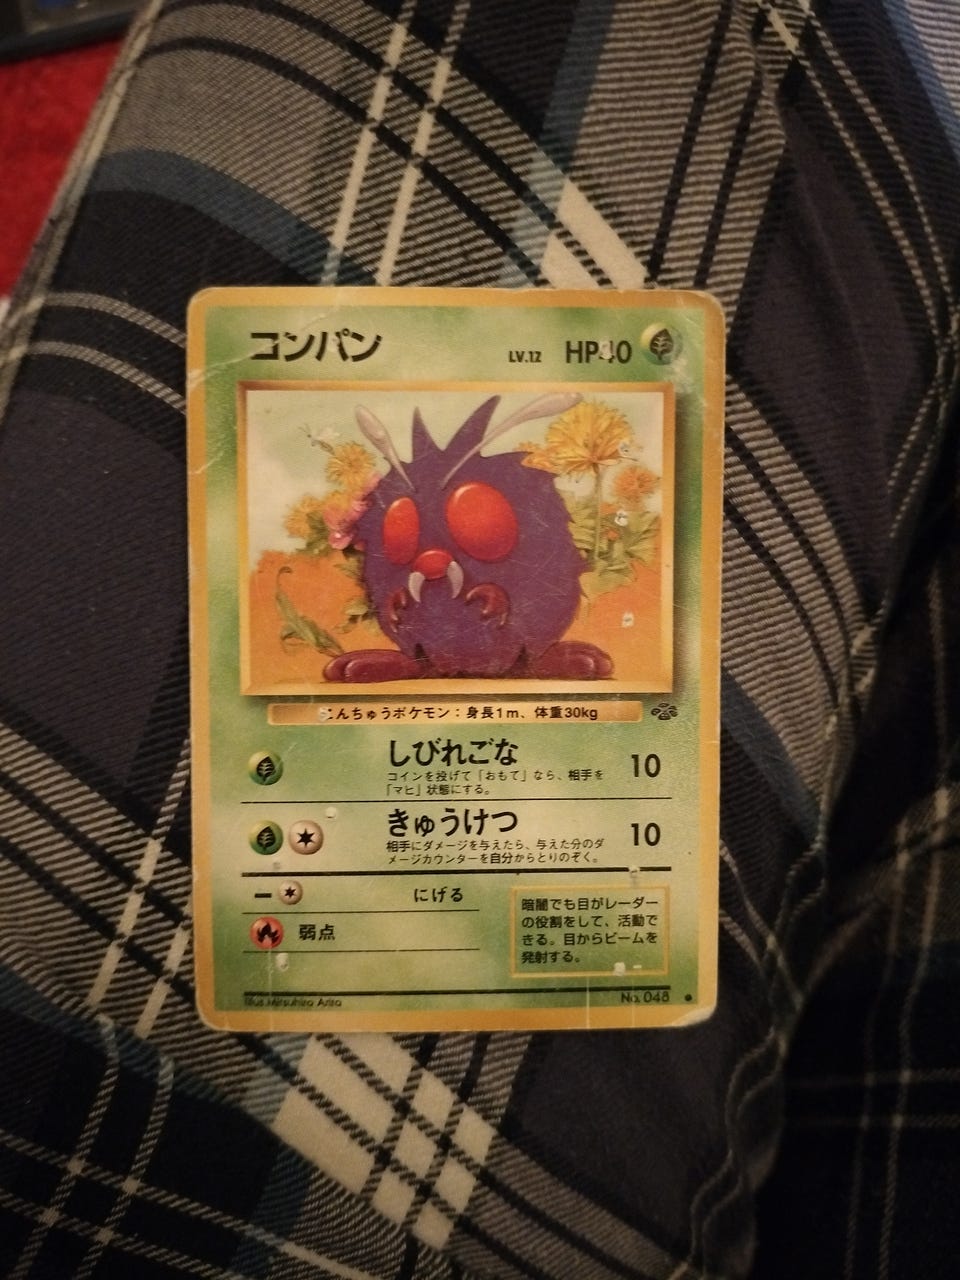 コンパン
LV.12 HP40
こんちゅうポケモン：身長1m、体重30kg
しびれごな 10
コインを投げて「おもて」なら、相手を
「マヒ」状態にする。
きゅうけつ 10
相手にダメージを与えたら、与えた分のダ
メージカウンターを自分からとりのぞく。
にげる
弱点
暗闇でも目がレーダー
の役割をして、活動で
きる。目からビームを
発射する。
Illus. Mitsuhiro Arita
No. 048